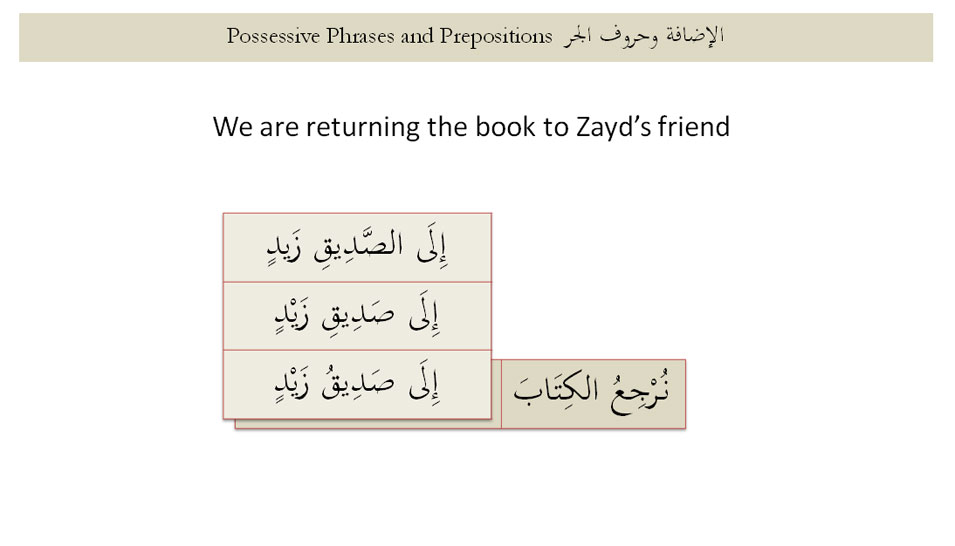 Possessive Phrases and Prepositions الإضافة وحروف الجر
We are returning the book to Zayd’s friend
إِلَى الصَّدِيقِ زَيدٍ
إِلَى صَدِيقِ زَيْدٍ
إِلَى صَدِيقُ زَيْدٍ
نُرْجِعُ الكِتَابَ